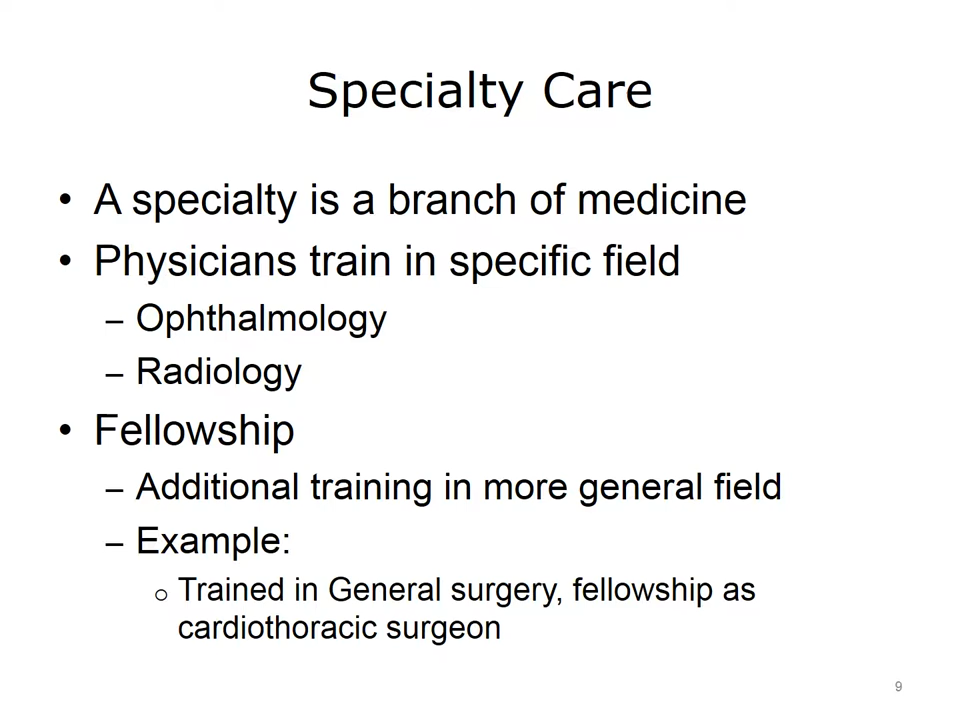 Specialty Care
• A specialty is a branch of medicine
• Physicians train in specific field
– Ophthalmology
– Radiology
• Fellowship
– Additional training in more general field
– Example:
o Trained in General surgery, fellowship as
cardiothoracic surgeon
9